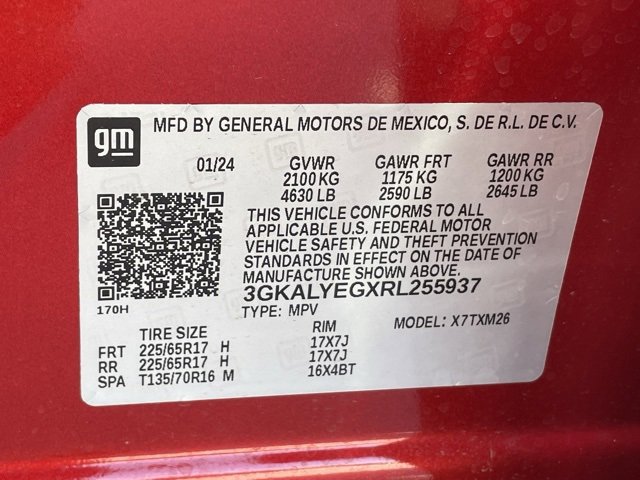 gm MFD BY GENERAL MOTORS DE MEXICO, S. DE R.L. DE C.V.
01/24 GVWR GAWR FRT GAWR RR
2100 KG 1175 KG 1200 KG
4630 LB 2590 LB 2645 LB
THIS VEHICLE CONFORMS TO ALL
APPLICABLE U.S. FEDERAL MOTOR
VEHICLE SAFETY AND THEFT PREVENTION
STANDARDS IN EFFECT ON THE DATE OF
MANUFACTURE SHOWN ABOVE.
3GKALYEGXRL255937
170H
TYPE: MPV MODEL: X7TXM26
TIRE SIZE RIM
FRT 225/65R17 H 17X7J
RR 225/65R17 H 17X7J
SPA T135/70R16 M 16X4BT